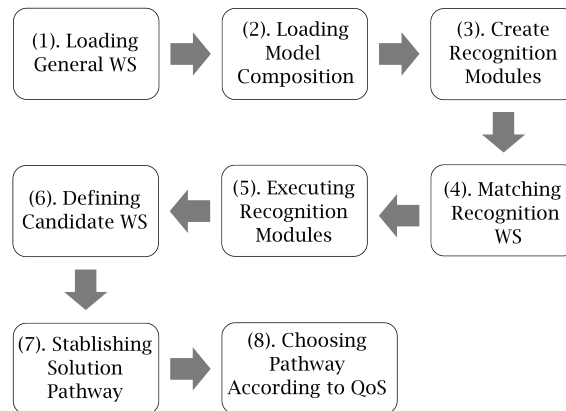 (1). Loading
General WS
(2). Loading
Model
Composition
(3). Create
Recognition
Modules
(4). Matching
Recognition
WS
(5). Executing
Recognition
Modules
(6). Defining
Candidate WS
(7). Stablishing
Solution
Pathway
(8). Choosing
Pathway
According to QoS